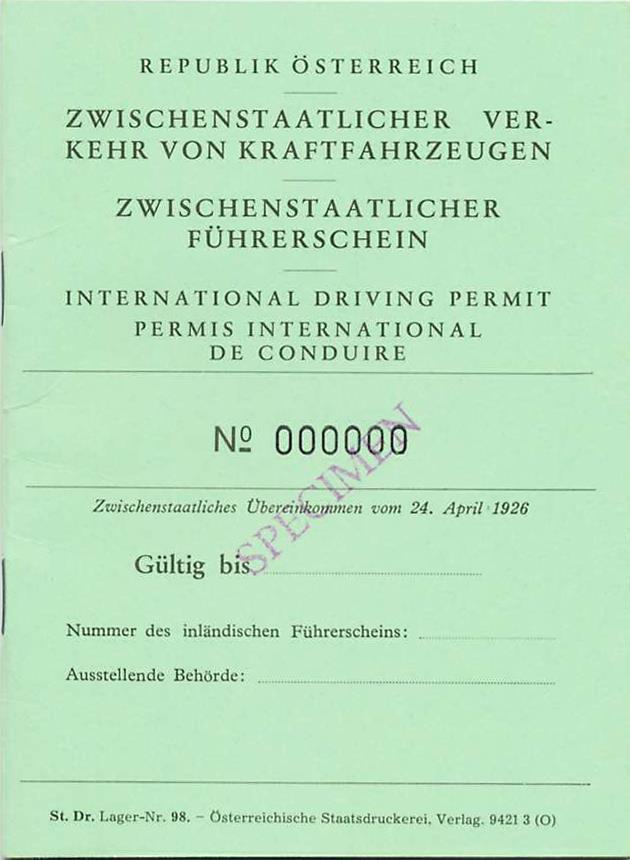 REPUBLIK ÖSTERREICH
ZWISCHENSTAATLICHER VER-
KEHR VON KRAFTFAHRZEUGEN
ZWISCHENSTAATLICHER
FÜHRERSCHEIN
INTERNATIONAL DRIVING PERMIT
PERMIS INTERNATIONAL
DE CONDUIRE
Nº 000000
SPECIMEN
Zwischenstaatliches Übereinkommen vom 24. April 1926
Gültig bis
Nummer des inländischen Führerscheins:
Ausstellende Behörde:
St. Dr. Lager-Nr. 98. – Österreichische Staatsdruckerei, Verlag. 9421 3 (O)